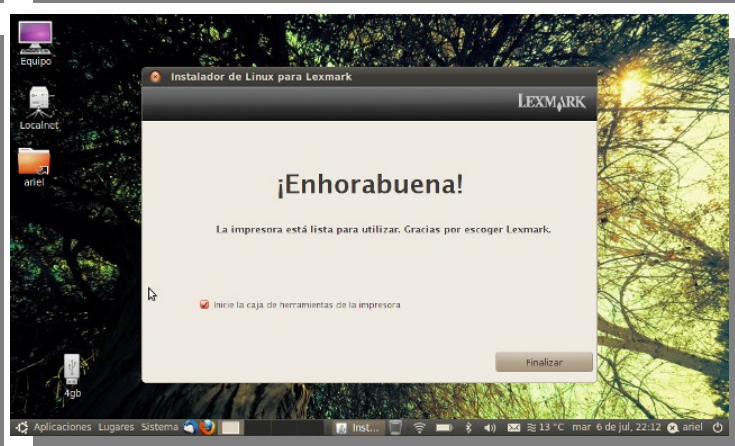 Equipo
Localnet
ariel
4gb
Instalador de Linux para Lexmark
LEXMARK
¡Enhorabuena!
La impresora está lista para utilizar. Gracias por escoger Lexmark.
Inicie la caja de herramientas de la impresora
Finalizar
Aplicaciones Lugares Sistema Inst... 13 °C mar 6 de jul, 22:12 ariel